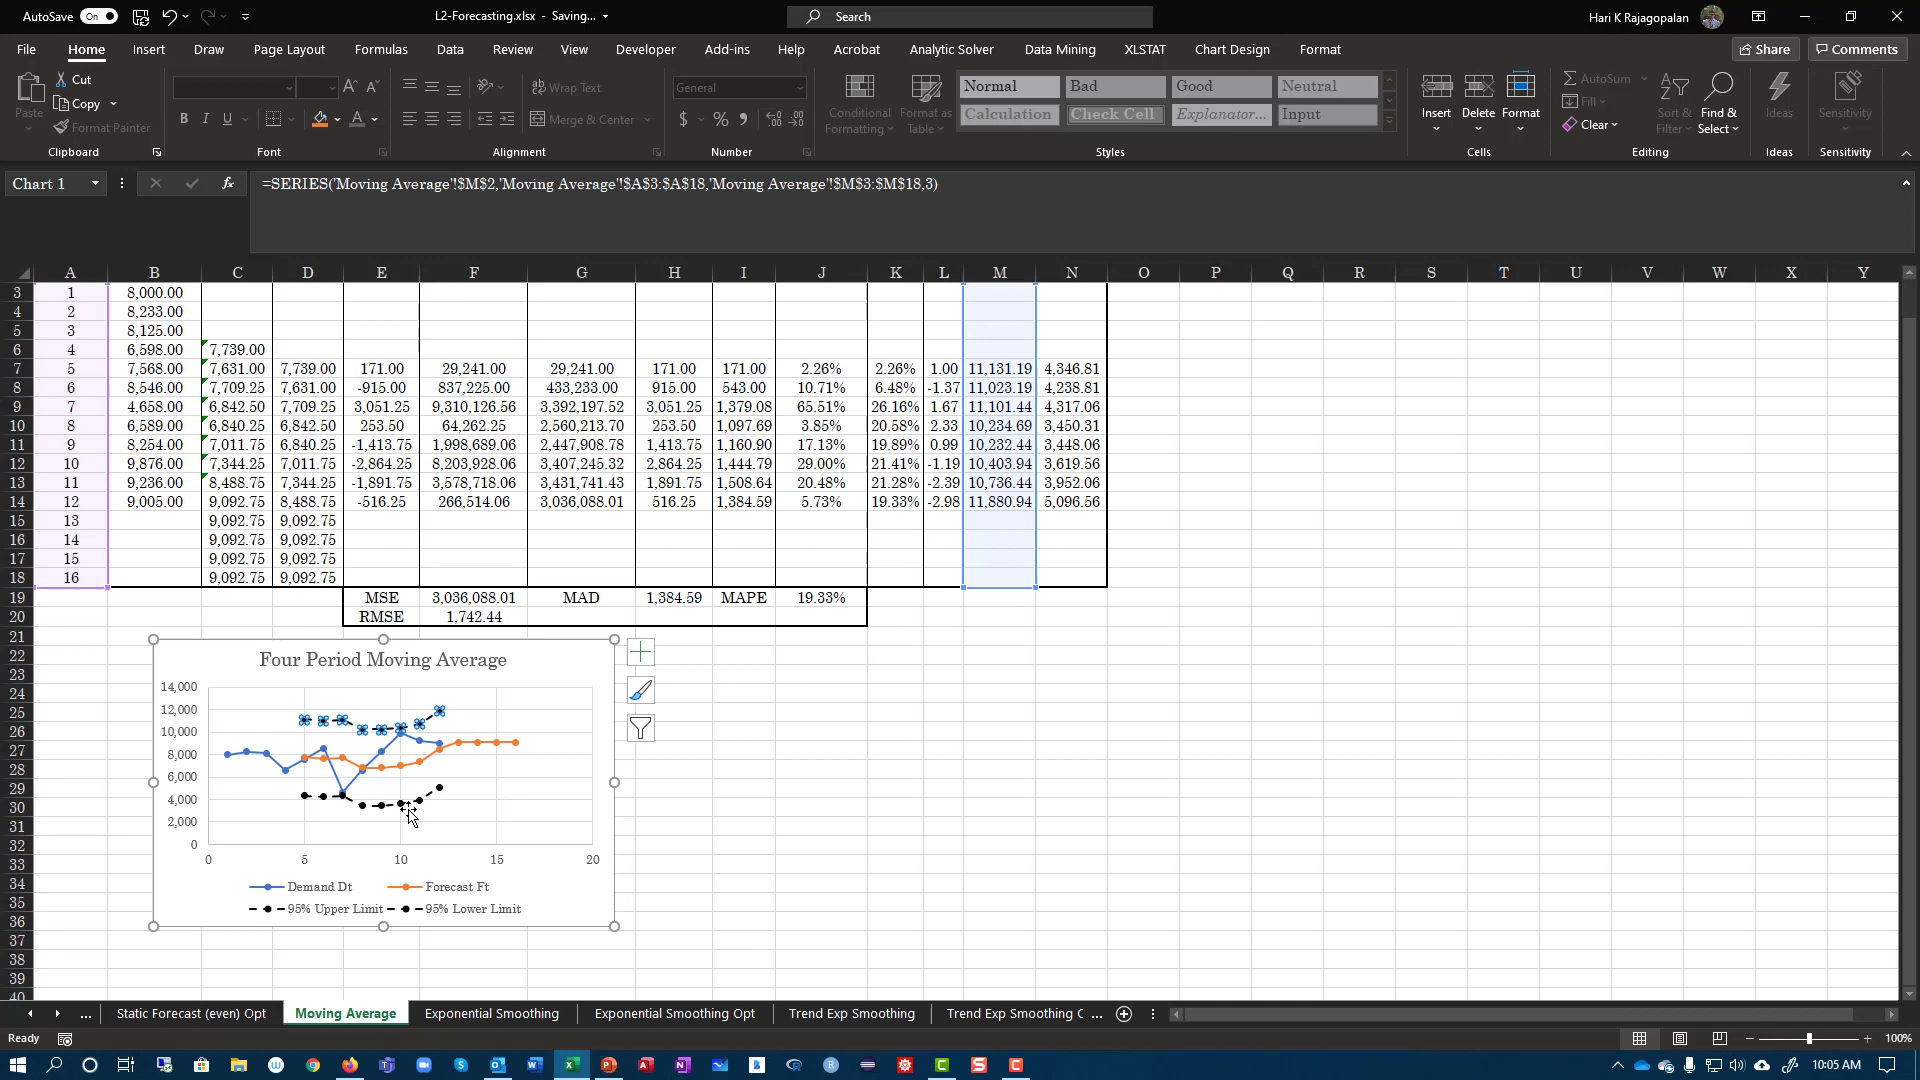 AutoSave On L2-Forecasting.xlsx - Saving... Search Hari K Rajagopalan
File Home Insert Draw Page Layout Formulas Data Review View Developer Add-ins Help Acrobat Analytic Solver Data Mining XLSTAT Chart Design Format Share Comments
Paste Cut Copy Format Painter
Clipboard
B I U A A A
Font
Wrap Text Merge & Center
Alignment
General
$ %
Number
Conditional Formatting Format as Table
Normal Bad Good Neutral
Calculation Check Cell Explanator... Input
Styles
Insert Delete Format
Cells
AutoSum Fill Clear Sort & Filter Find & Select
Editing
Ideas
Ideas
Sensitivity
Sensitivity
Chart 1 fx =SERIES('Moving Average'!$M$2,'Moving Average'!$A$3:$A$18,'Moving Average'!$M$3:$M$18,3)
A B C D E F G H I J K L M N O P Q R S T U V W X Y
3 1 8,000.00
4 2 8,233.00
5 3 8,125.00
6 4 6,598.00 7,739.00
7 5 7,568.00 7,631.00 7,739.00 171.00 29,241.00 29,241.00 171.00 171.00 2.26% 2.26% 1.00 11,131.19 4,346.81
8 6 8,546.00 7,709.25 7,631.00 -915.00 837,225.00 433,233.00 915.00 543.00 10.71% 6.48% -1.37 11,023.19 4,238.81
9 7 4,658.00 6,842.50 7,709.25 3,051.25 9,310,126.56 3,392,197.52 3,051.25 1,379.08 65.51% 26.16% 1.67 11,101.44 4,317.06
10 8 6,589.00 6,840.25 6,842.50 253.50 64,262.25 2,560,213.70 253.50 1,097.69 3.85% 20.58% 2.33 10,234.69 3,450.31
11 9 8,254.00 7,011.75 6,840.25 -1,413.75 1,998,689.06 2,447,908.78 1,413.75 1,160.90 17.13% 19.89% 0.99 10,232.44 3,448.06
12 10 9,876.00 7,344.25 7,011.75 -2,864.25 8,203,928.06 3,407,245.32 2,864.25 1,444.79 29.00% 21.41% -1.19 10,403.94 3,619.56
13 11 9,236.00 8,488.75 7,344.25 -1,891.75 3,578,718.06 3,431,741.43 1,891.75 1,508.64 20.48% 21.28% -2.39 10,736.44 3,952.06
14 12 9,005.00 9,092.75 8,488.75 -516.25 266,514.06 3,036,088.01 516.25 1,384.59 5.73% 19.33% -2.98 11,880.94 5,096.56
15 13 9,092.75 9,092.75
16 14 9,092.75 9,092.75
17 15 9,092.75 9,092.75
18 16 9,092.75 9,092.75
19 MSE 3,036,088.01 MAD 1,384.59 MAPE 19.33%
20 RMSE 1,742.44
21
22
23
24
25
26
27
28
29
30
31
32
33
34
35
36
37
38
39
40
Four Period Moving Average
14,000
12,000
10,000
8,000
6,000
4,000
2,000
0
0 5 10 15 20
Demand Dt Forecast Ft
95% Upper Limit 95% Lower Limit
... Static Forecast (even) Opt Moving Average Exponential Smoothing Exponential Smoothing Opt Trend Exp Smoothing Trend Exp Smoothing C ...
Ready 100%
10:05 AM